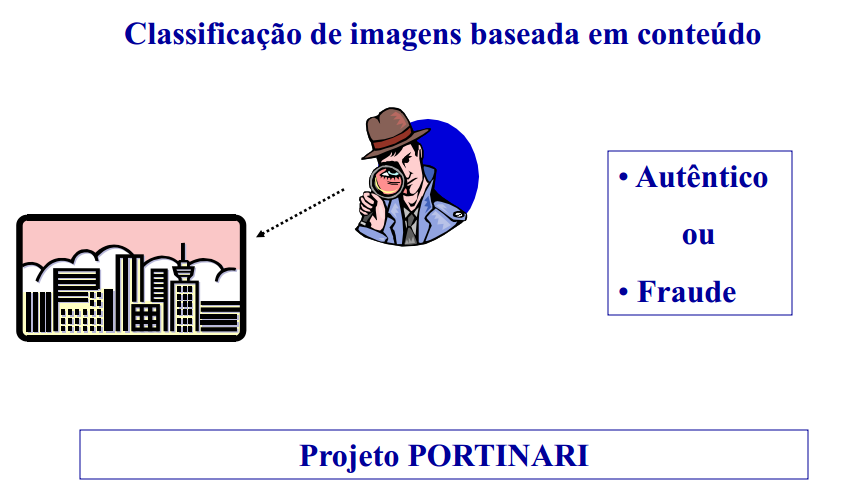 Classificação de imagens baseada em conteúdo
• Autêntico
ou
• Fraude
Projeto PORTINARI